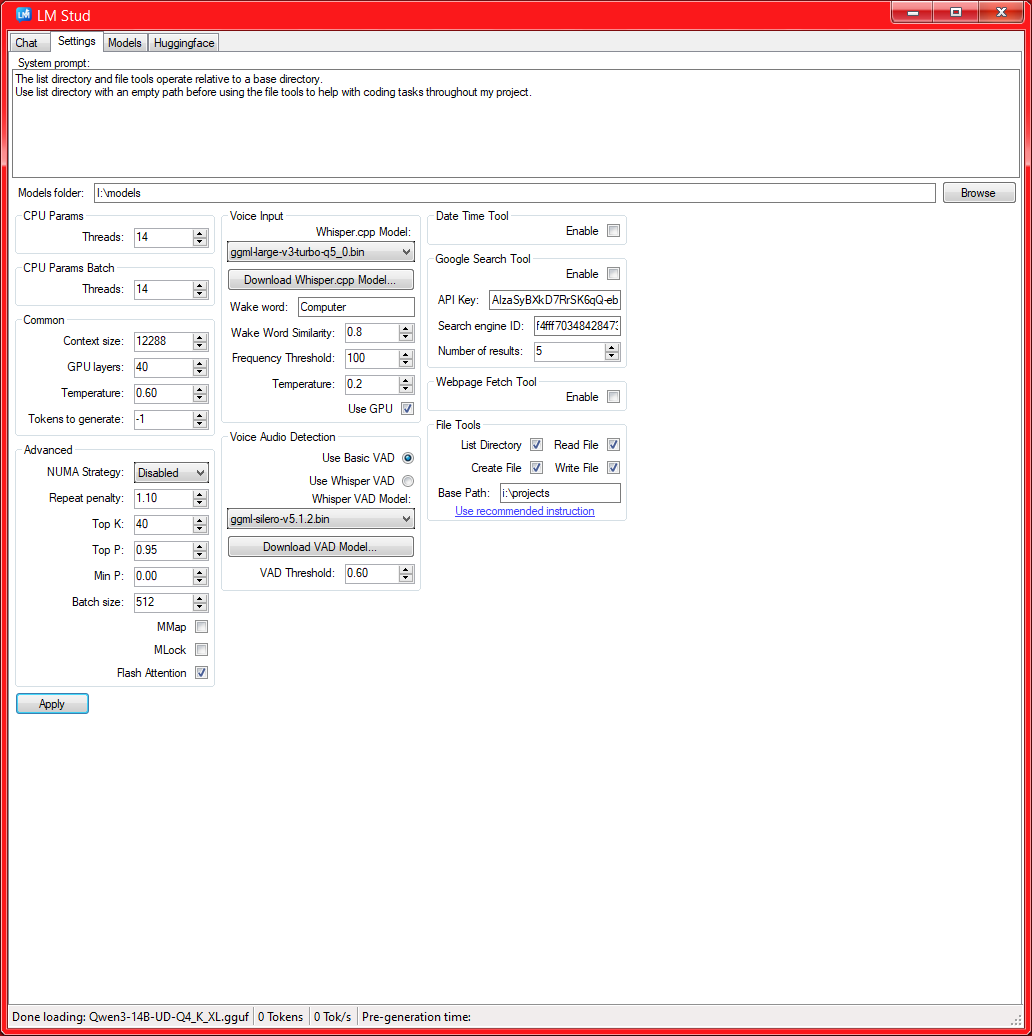 LM Stud
Chat Settings Models Huggingface
System prompt:
The list directory and file tools operate relative to a base directory.
Use list directory with an empty path before using the file tools to help with coding tasks throughout my project.
Models folder: I:\models Browse
CPU Params
Threads: 14
CPU Params Batch
Threads: 14
Common
Context size: 12288
GPU layers: 40
Temperature: 0.60
Tokens to generate: -1
Advanced
NUMA Strategy: Disabled
Repeat penalty: 1.10
Top K: 40
Top P: 0.95
Min P: 0.00
Batch size: 512
MMap
MLock
Flash Attention
Apply
Voice Input
Whisper.cpp Model:
ggml-large-v3-turbo-q5_0.bin
Download Whisper.cpp Model...
Wake word: Computer
Wake Word Similarity: 0.8
Frequency Threshold: 100
Temperature: 0.2
Use GPU
Voice Audio Detection
Use Basic VAD
Use Whisper VAD
Whisper VAD Model:
ggml-silero-v5.1.2.bin
Download VAD Model...
VAD Threshold: 0.60
Date Time Tool
Enable
Google Search Tool
Enable
API Key: AIzaSyBXkD7RrSK6qQ-eb
Search engine ID: f4fff70348428473
Number of results: 5
Webpage Fetch Tool
Enable
File Tools
List Directory Read File
Create File Write File
Base Path: i:\projects
Use recommended instruction
Done loading: Qwen3-14B-UD-Q4_K_XL.gguf 0 Tokens 0 Tok/s Pre-generation time: